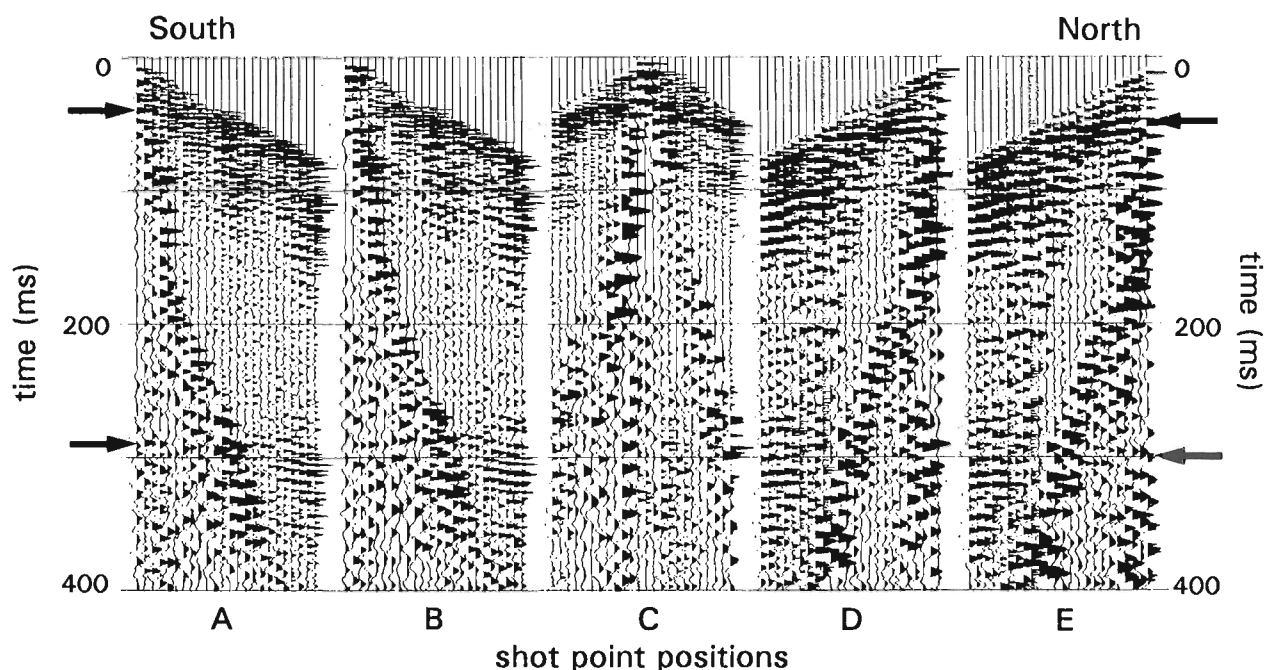 South North
0 0
time (ms) time (ms)
200 200
400 400
A B C D E
shot point positions